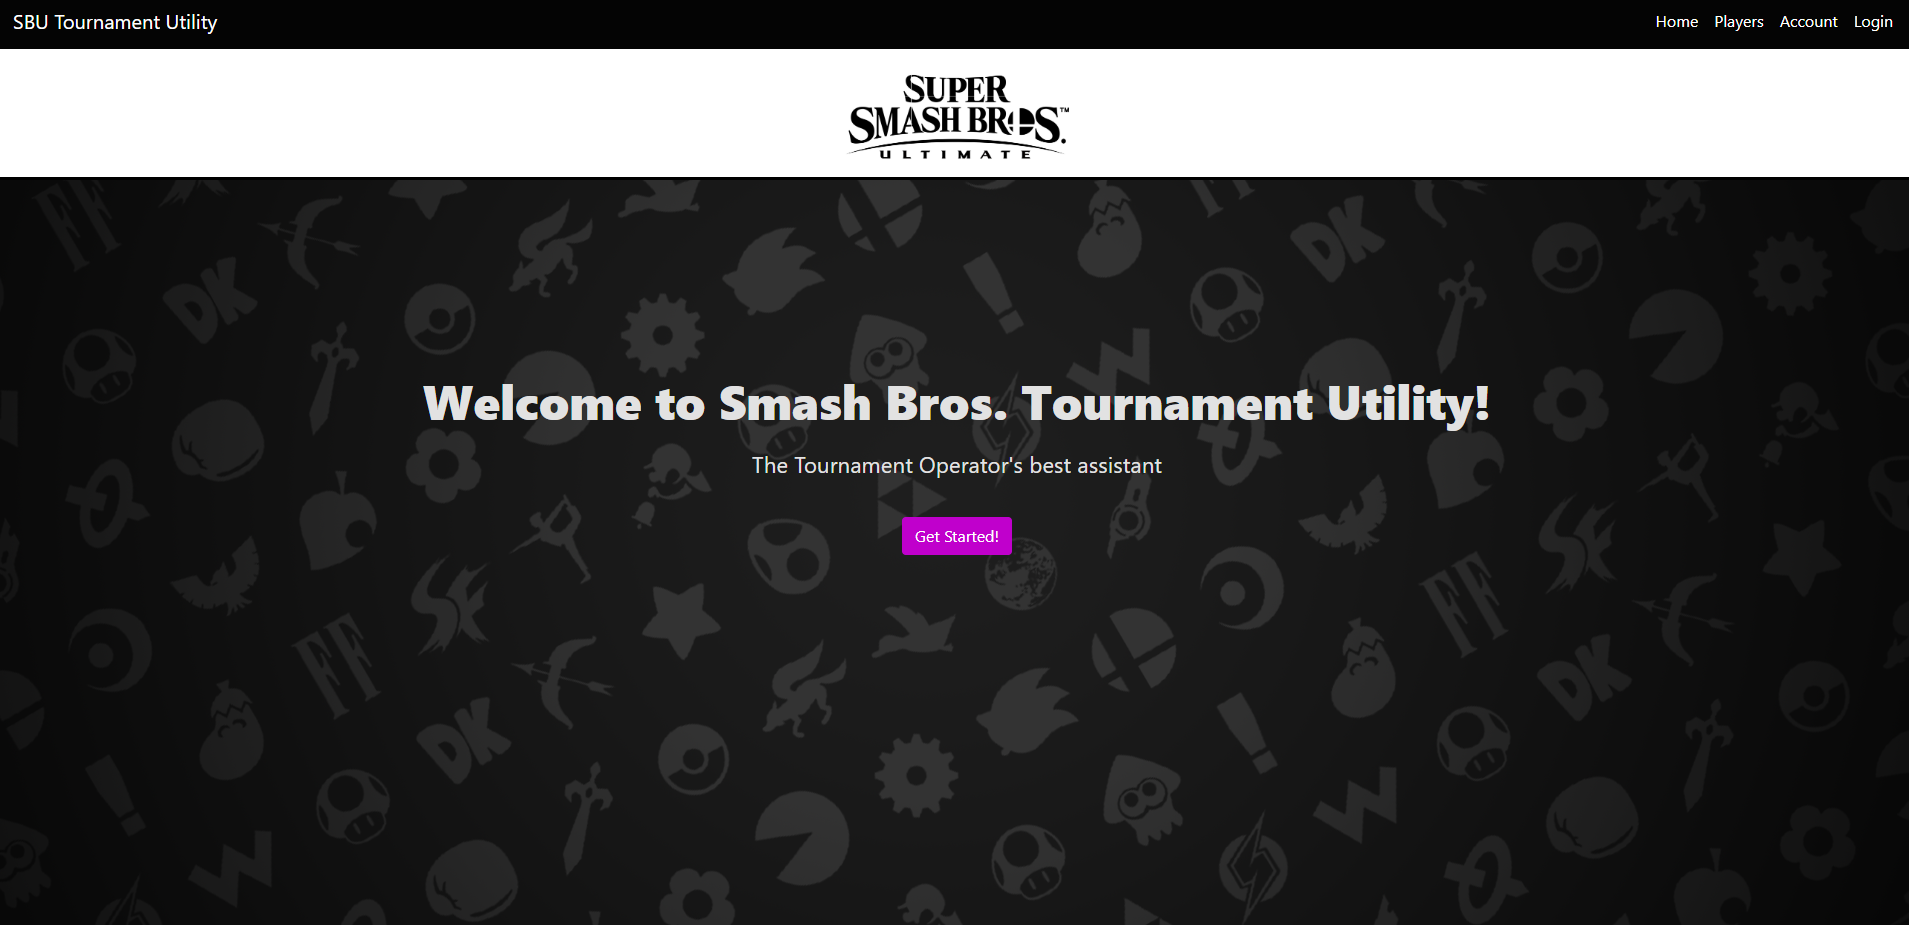 SBU Tournament Utility
Home Players Account Login
SUPER
SMASH BROS.™
ULTIMATE
Welcome to Smash Bros. Tournament Utility!
The Tournament Operator's best assistant
Get Started!